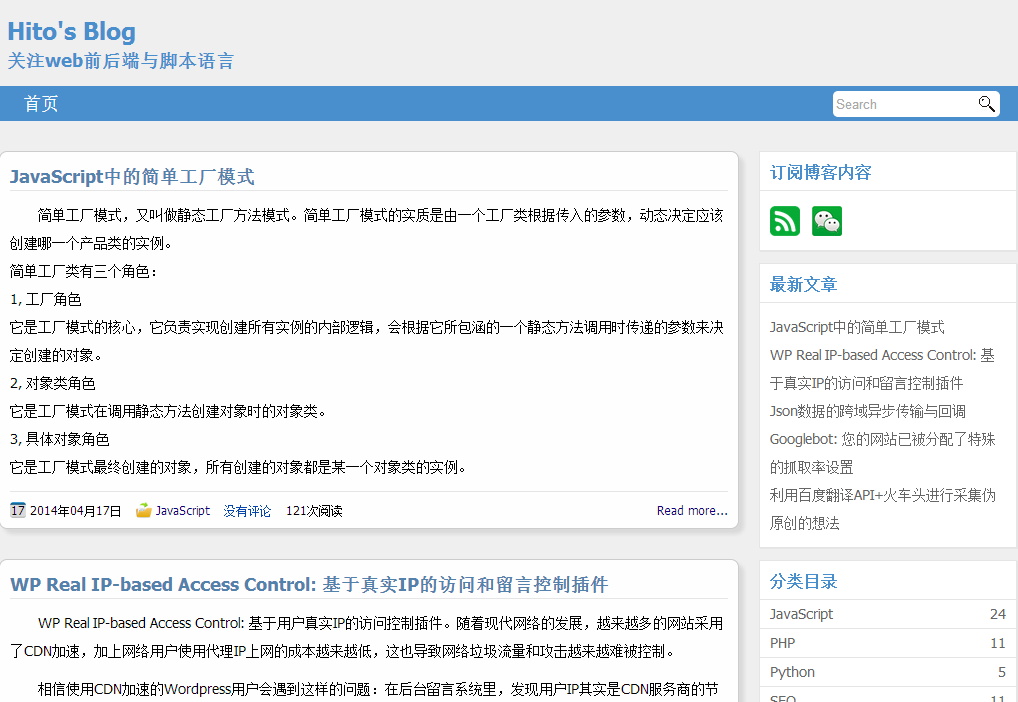 Hito's Blog
关注web前后端与脚本语言
首页
Search
JavaScript中的简单工厂模式
简单工厂模式，又叫做静态工厂方法模式。简单工厂模式的实质是由一个工厂类根据传入的参数，动态决定应该
创建哪一个产品类的实例。
简单工厂类有三个角色：
1, 工厂角色
它是工厂模式的核心，它负责实现创建所有实例的内部逻辑，会根据它所包涵的一个静态方法调用时传递的参数来决
定创建的对象。
2, 对象类角色
它是工厂模式在调用静态方法创建对象时的对象类。
3, 具体对象角色
它是工厂模式最终创建的对象，所有创建的对象都是某一个对象类的实例。
17 2014年04月17日 JavaScript 没有评论 121次阅读 Read more...
WP Real IP-based Access Control: 基于真实IP的访问和留言控制插件
WP Real IP-based Access Control: 基于用户真实IP的访问控制插件。随着现代网络的发展，越来越多的网站采用
了CDN加速，加上网络用户使用代理IP上网的成本越来越低，这也导致网络垃圾流量和攻击越来越难被控制。
相信使用CDN加速的Wordpress用户会遇到这样的问题：在后台留言系统里，发现用户IP其实是CDN服务商的节
订阅博客内容
最新文章
JavaScript中的简单工厂模式
WP Real IP-based Access Control: 基
于真实IP的访问和留言控制插件
Json数据的跨域异步传输与回调
Googlebot: 您的网站已被分配了特殊
的抓取率设置
利用百度翻译API+火车头进行采集伪
原创的想法
分类目录
JavaScript 24
PHP 11
Python 5
SEO 11